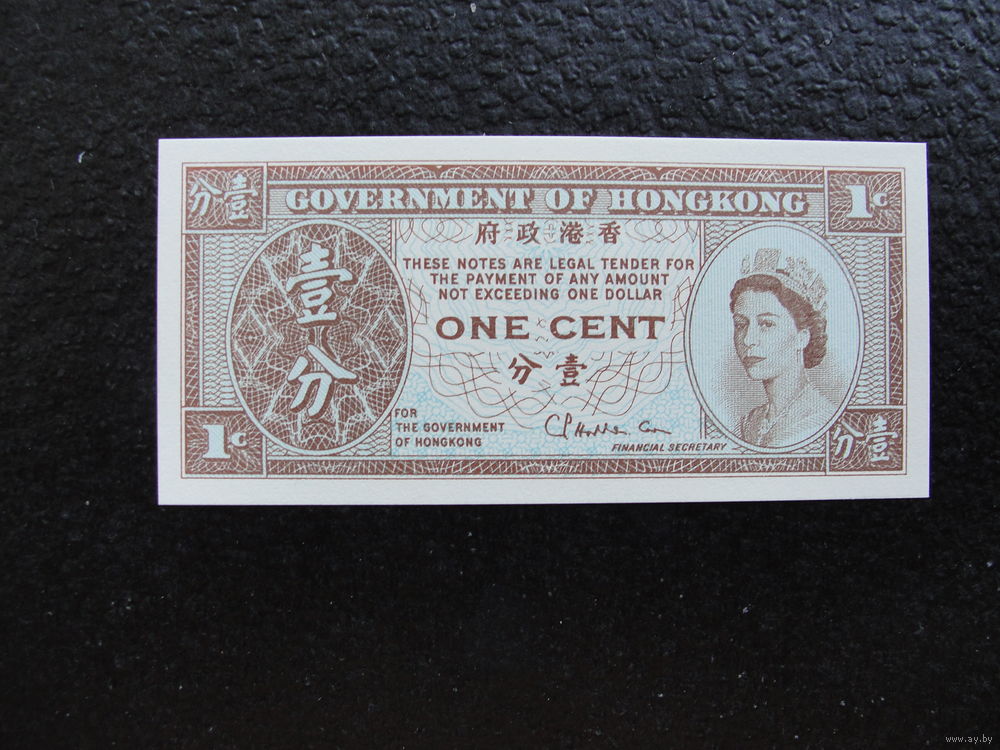 分壹
GOVERNMENT OF HONGKONG
1C
府政港香
THESE NOTES ARE LEGAL TENDER FOR
THE PAYMENT OF ANY AMOUNT
NOT EXCEEDING ONE DOLLAR
ONE CENT
分壹
壹
分
FOR
THE GOVERNMENT
OF HONGKONG
FINANCIAL SECRETARY
1C
分壹
www.ay.by